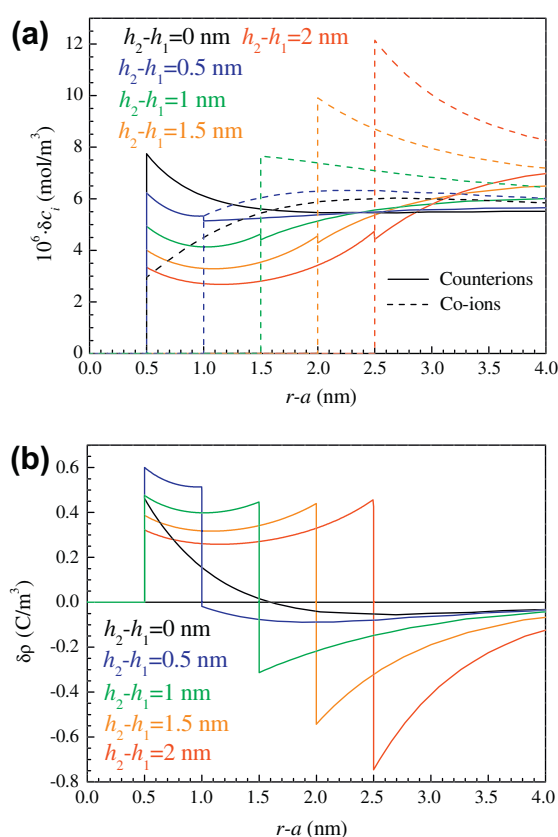 (a)
h₂-h₁=0 nm h₂-h₁=2 nm
h₂-h₁=0.5 nm
h₂-h₁=1 nm
h₂-h₁=1.5 nm
12
10
8
6
4
2
0
10⁶·δcᵢ (mol/m³)
Counterions
Co-ions
0.0 0.5 1.0 1.5 2.0 2.5 3.0 3.5 4.0
r-a (nm)
(b)
0.6
0.4
0.2
0.0
-0.2
-0.4
-0.6
-0.8
δρ (C/m³)
h₂-h₁=0 nm
h₂-h₁=0.5 nm
h₂-h₁=1 nm
h₂-h₁=1.5 nm
h₂-h₁=2 nm
0.0 0.5 1.0 1.5 2.0 2.5 3.0 3.5 4.0
r-a (nm)